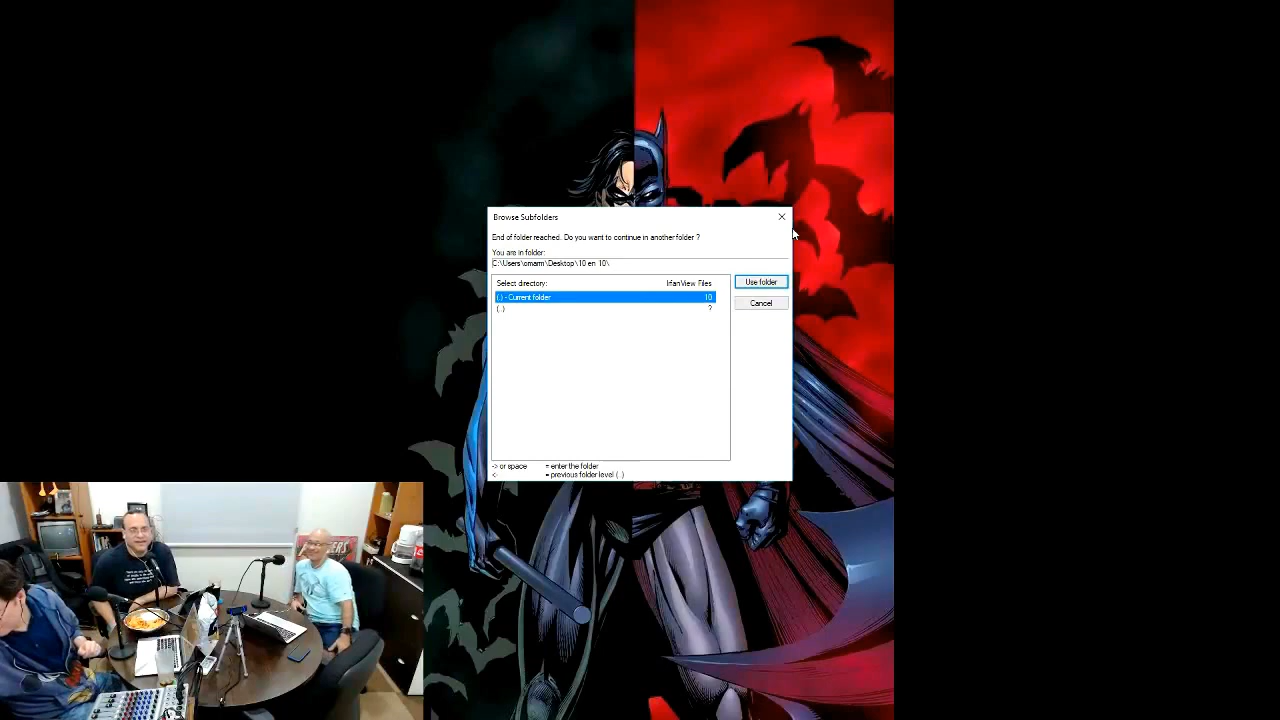 Browse Subfolders
End of folder reached. Do you want to continue in another folder ?
You are in folder:
C:\Users\omarm\Desktop\10 en 10\
Select directory: IrfanView Files
(.) - Current folder 10
(..) ?
Use folder
Cancel
-> or space = enter the folder
<- = previous folder level (..)